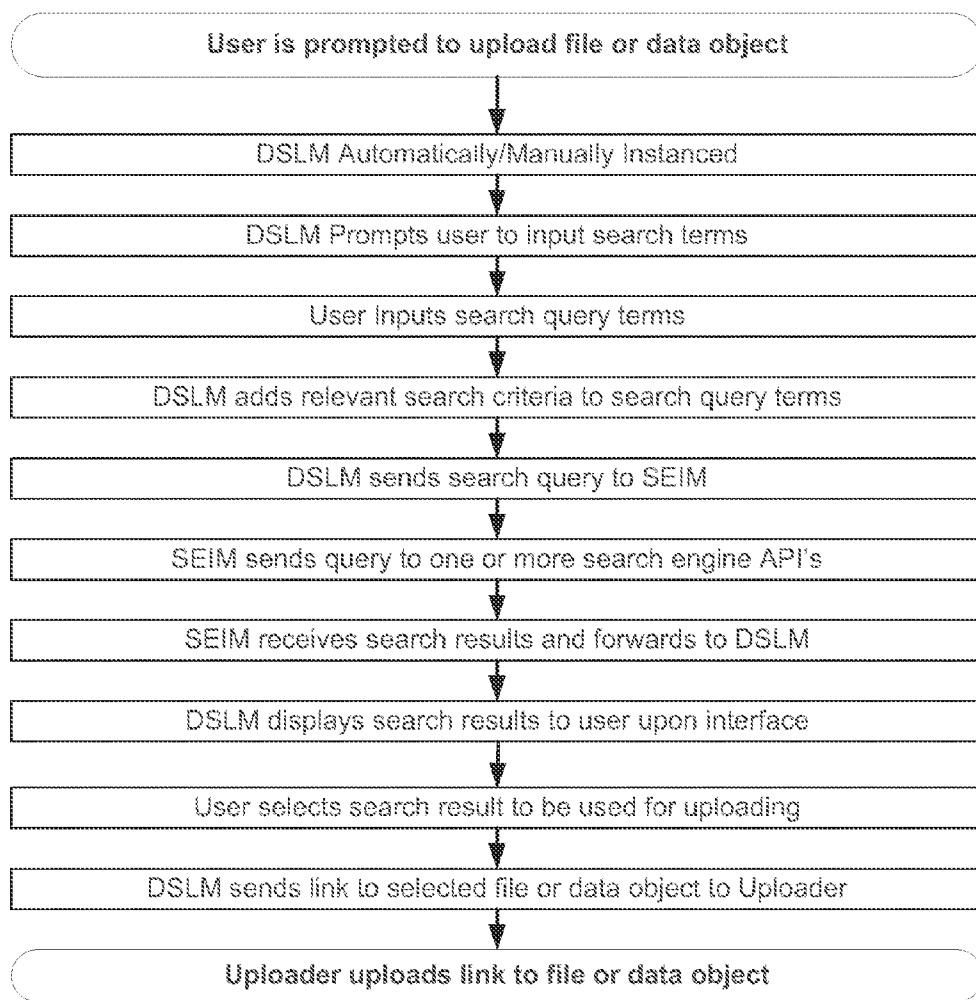 User is prompted to upload file or data object
DSLM Automatically/Manually Instanced
DSLM Prompts user to input search terms
User Inputs search query terms
DSLM adds relevant search criteria to search query terms
DSLM sends search query to SEIM
SEIM sends query to one or more search engine API's
SEIM receives search results and forwards to DSLM
DSLM displays search results to user upon interface
User selects search result to be used for uploading
DSLM sends link to selected file or data object to Uploader
Uploader uploads link to file or data object